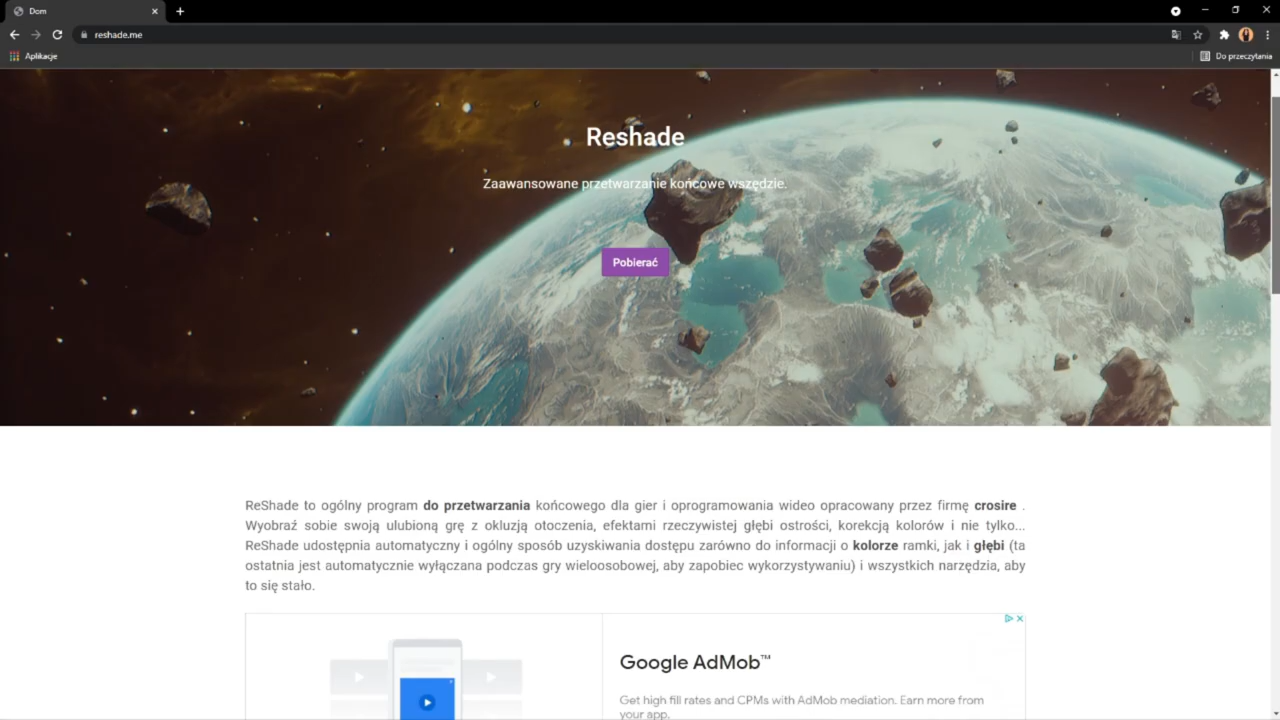 Dom
reshade.me
Aplikacje
Do przeczytania
Reshade
Zaawansowane przetwarzanie końcowe wszędzie.
Pobierać
ReShade to ogólny program do przetwarzania końcowego dla gier i oprogramowania wideo opracowany przez firmę crosire .
Wyobraź sobie swoją ulubioną grę z okluzją otoczenia, efektami rzeczywistej głębi ostrości, korekcją kolorów i nie tylko...
ReShade udostępnia automatyczny i ogólny sposób uzyskiwania dostępu zarówno do informacji o kolorze ramki, jak i głębi (ta
ostatnia jest automatycznie wyłączana podczas gry wieloosobowej, aby zapobiec wykorzystywaniu) i wszystkich narzędzia, aby
to się stało.
Google AdMob™
Get high fill rates and CPMs with AdMob mediation. Earn more from
your app.